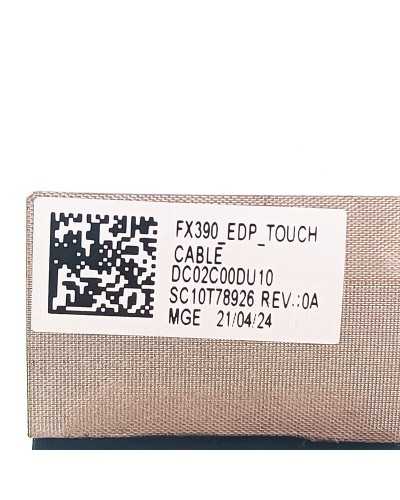 FX390_EDP_TOUCH
CABLE
DC02C00DU10
SC10T78926 REV.:0A
MGE 21/04/24